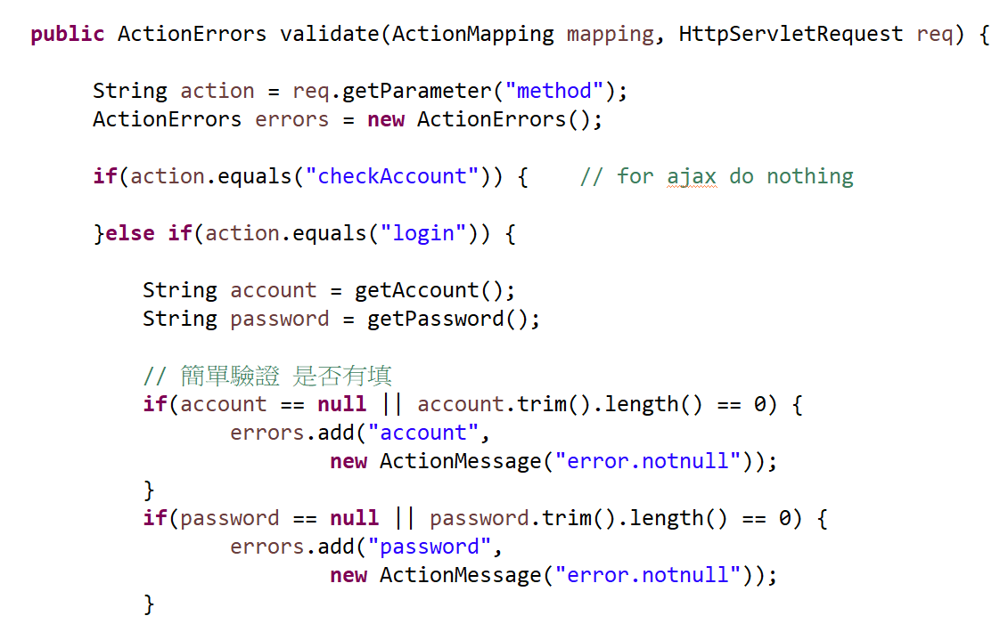 public ActionErrors validate(ActionMapping mapping, HttpServletRequest req) {
String action = req.getParameter("method");
ActionErrors errors = new ActionErrors();
if(action.equals("checkAccount")) {    // for ajax do nothing
}else if(action.equals("login")) {
String account = getAccount();
String password = getPassword();
// 簡單驗證 是否有填
if(account == null || account.trim().length() == 0) {
errors.add("account",
new ActionMessage("error.notnull"));
}
if(password == null || password.trim().length() == 0) {
errors.add("password",
new ActionMessage("error.notnull"));
}